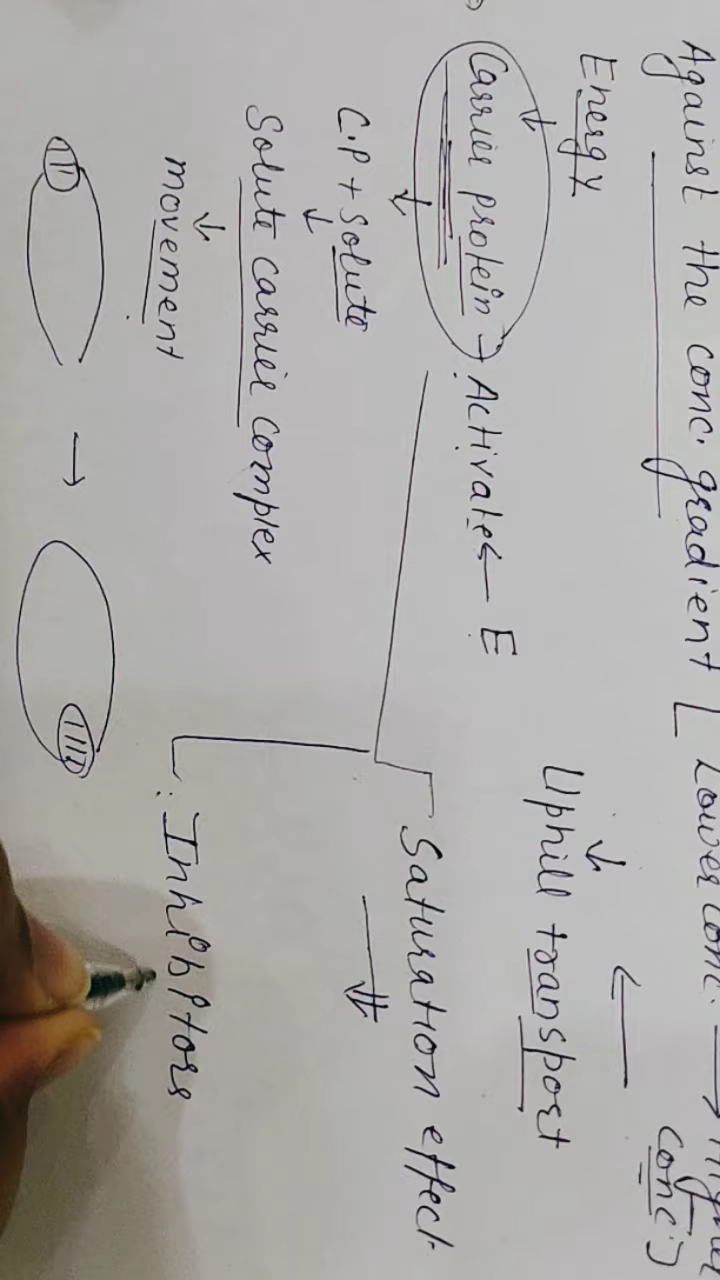 Against the conc. gradient [ Lower conc. → Higher conc.)
Energy
↓
Uphill transport
Carrier protein → Activates — E
↓
C.P + Solute
↓
Solute carrier complex
↓
movement
→
Saturation effect
: Inhibitors